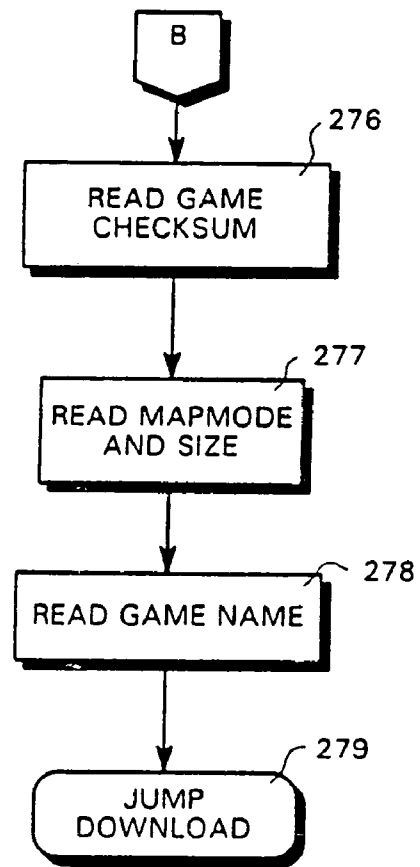 B
276
READ GAME
CHECKSUM
277
READ MAPMODE
AND SIZE
278
READ GAME NAME
279
JUMP
DOWNLOAD